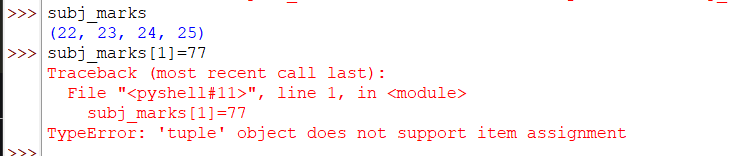 >>> subj_marks
(22, 23, 24, 25)
>>> subj_marks[1]=77
Traceback (most recent call last):
  File "<pyshell#11>", line 1, in <module>
    subj_marks[1]=77
TypeError: 'tuple' object does not support item assignment
>>>